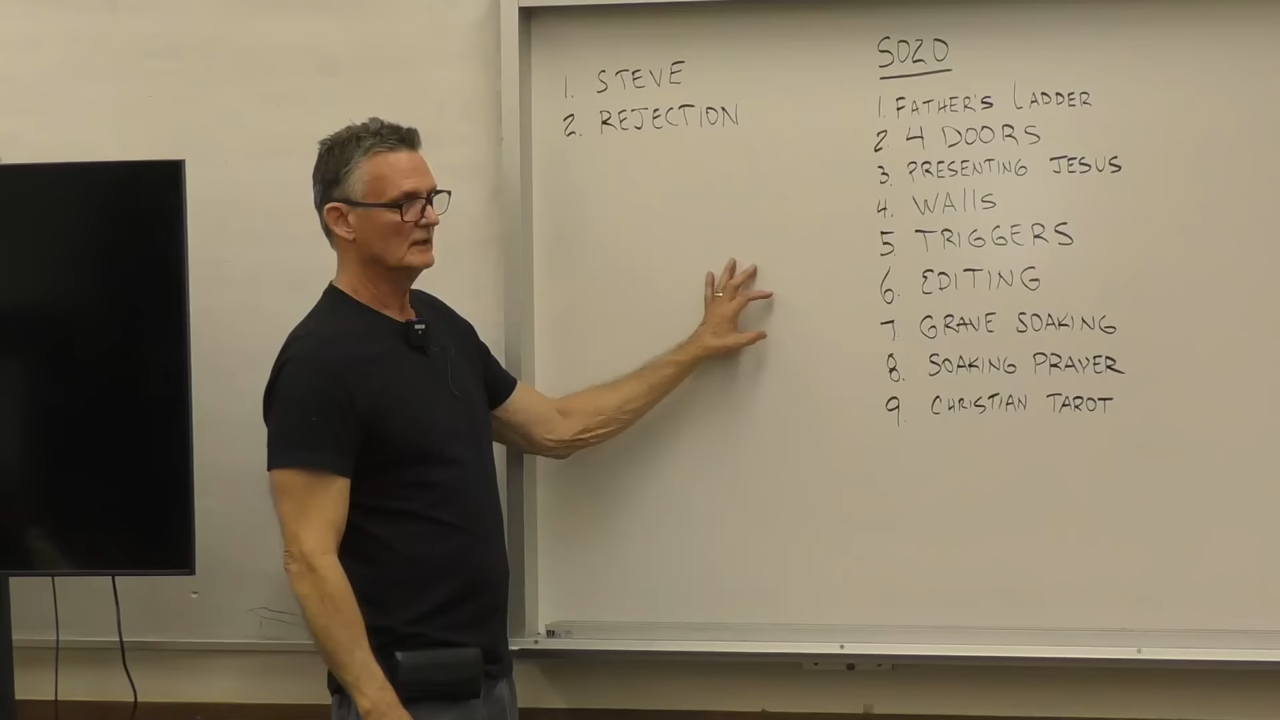 1. STEVE
2. REJECTION
SOZO
1. FATHER'S LADDER
2. 4 DOORS
3. PRESENTING JESUS
4. WAllS
5 TRIGGERS
6. EDITING
7 GRAVE SOAKING
8. SOAKING PRAYER
9. CHRISTIAN TAROT